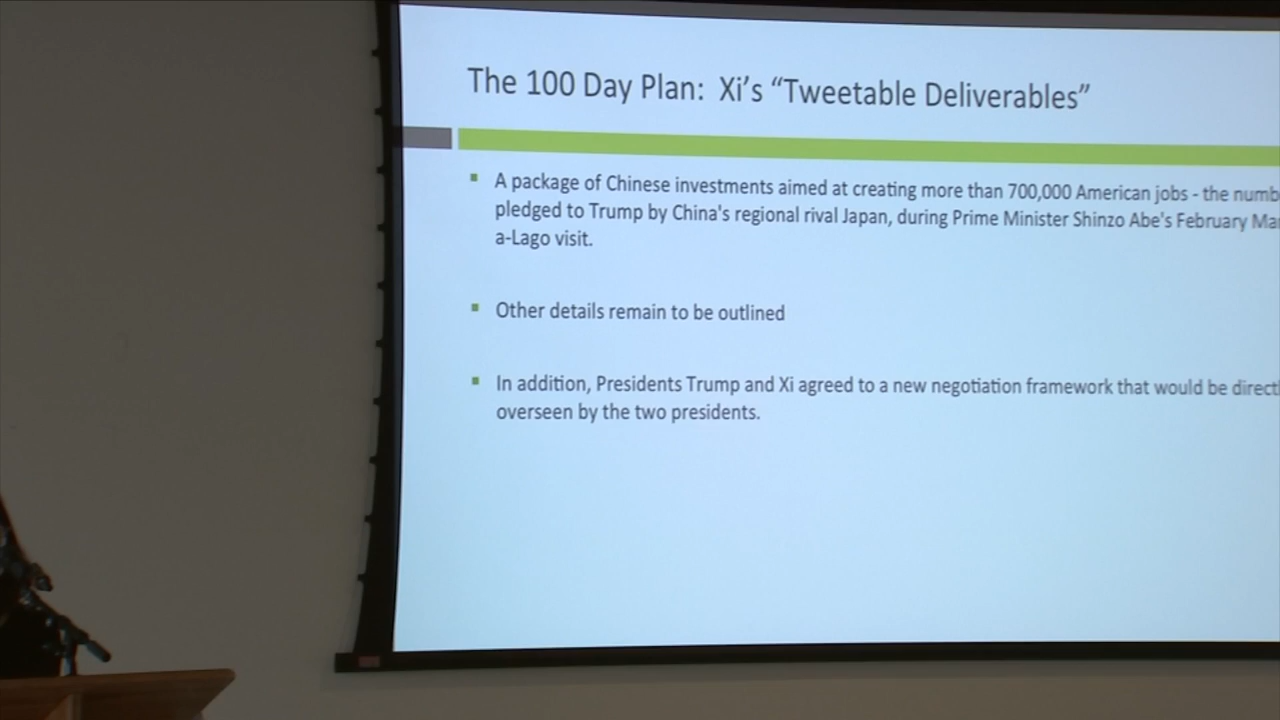 The 100 Day Plan: Xi's “Tweetable Deliverables”
A package of Chinese investments aimed at creating more than 700,000 American jobs - the
pledged to Trump by China's regional rival Japan, during Prime Minister Shinzo Abe's February
a-Lago visit.
Other details remain to be outlined
In addition, Presidents Trump and Xi agreed to a new negotiation framework that would be
overseen by the two presidents.